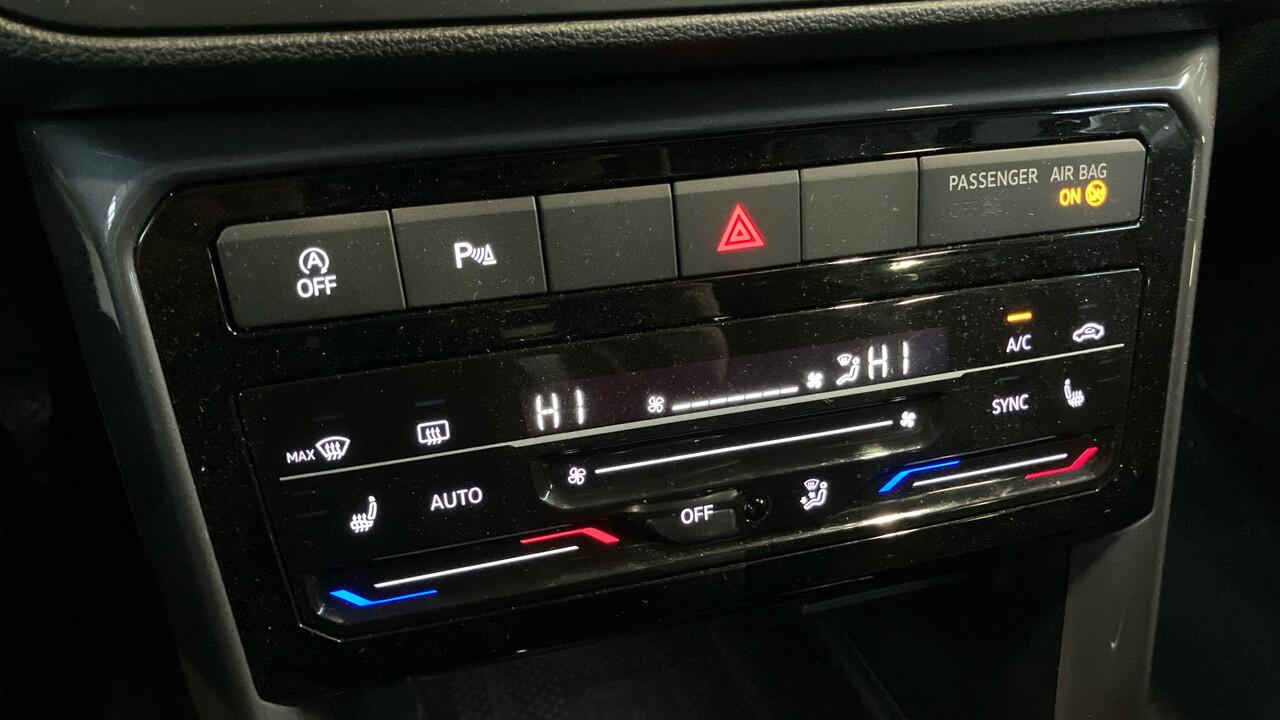 PASSENGER AIR BAG
ON
A
OFF
P
HI
HI
A/C
MAX
SYNC
AUTO
OFF